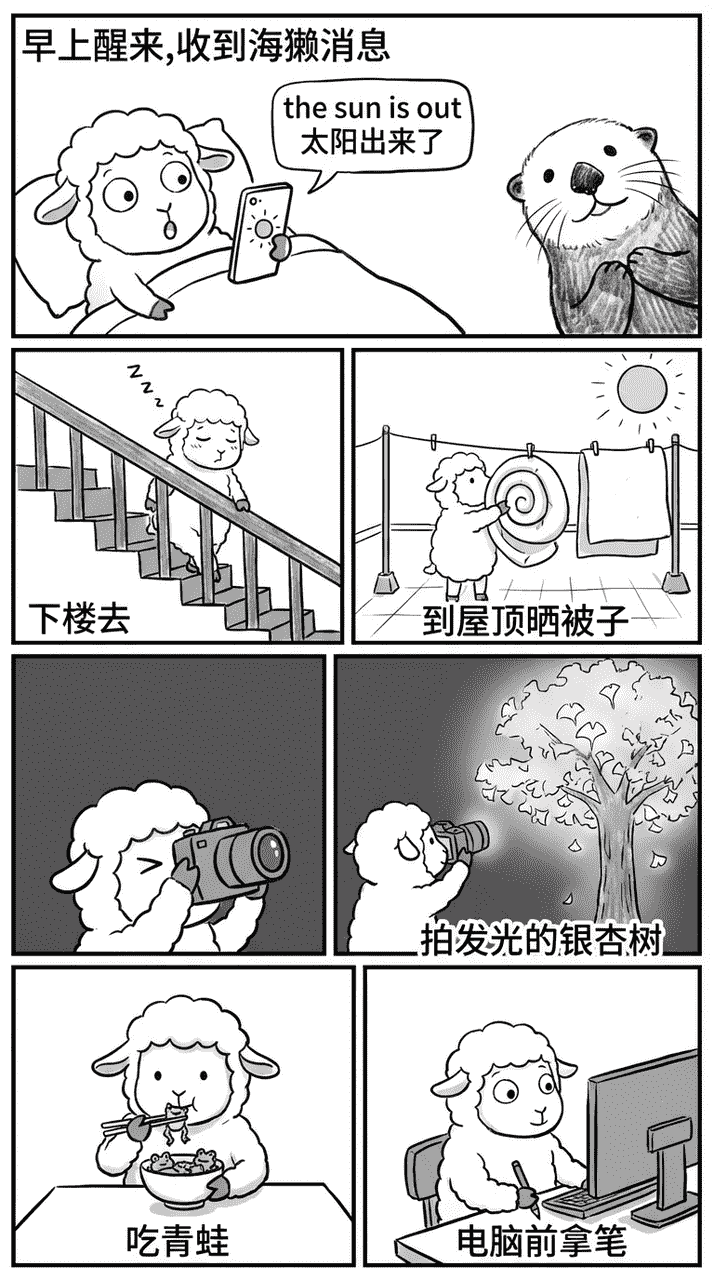 早上醒来,收到海獭消息
the sun is out
太阳出来了
z z z z
下楼去
到屋顶晒被子
拍发光的银杏树
吃青蛙
电脑前拿笔